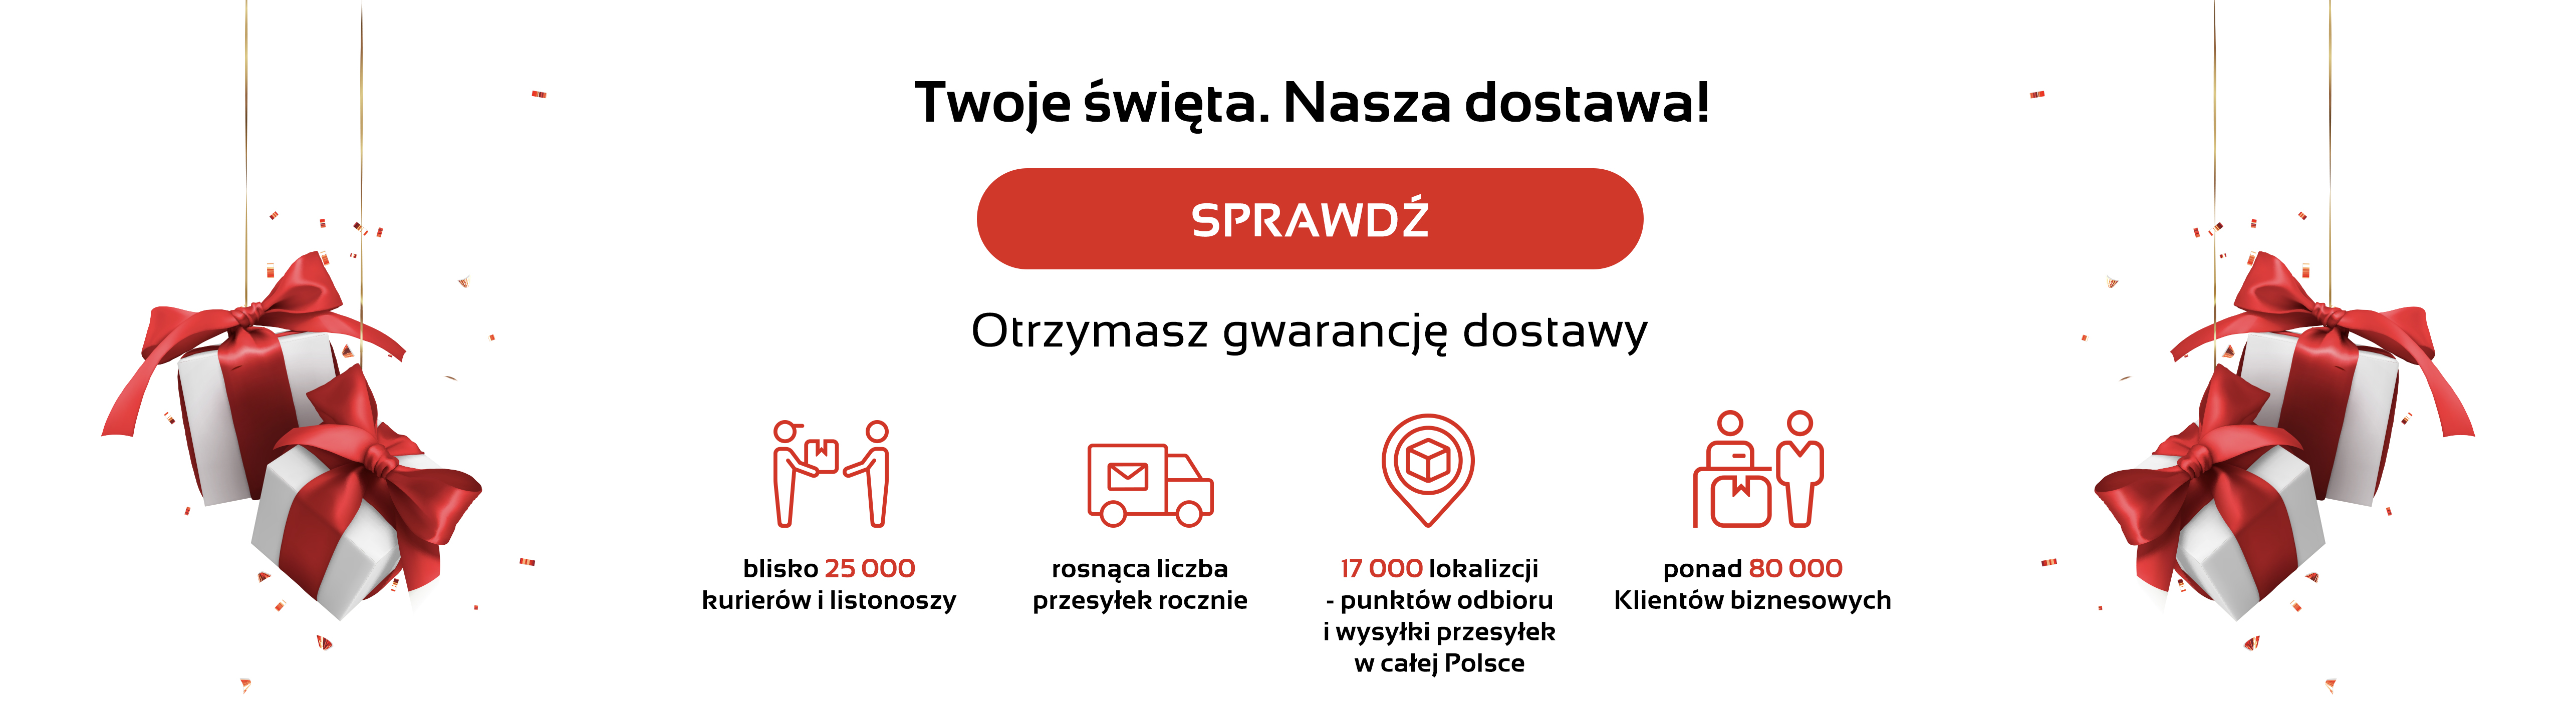 Twoje święta. Nasza dostawa!
SPRAWDŹ
Otrzymasz gwarancję dostawy
blisko 25 000
kurierów i listonoszy
rosnąca liczba
przesyłek rocznie
17 000 lokalizcji
- punktów odbioru
i wysyłki przesyłek
w całej Polsce
ponad 80 000
Klientów biznesowych